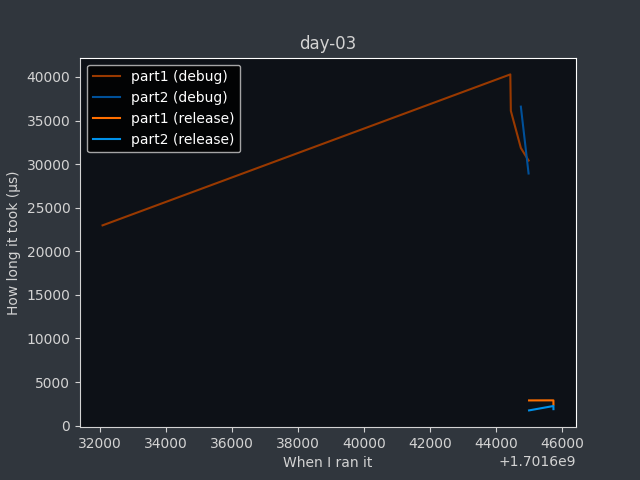 day-03
part1 (debug)
part2 (debug)
part1 (release)
part2 (release)
How long it took (µs)
40000
35000
30000
25000
20000
15000
10000
5000
0
32000 34000 36000 38000 40000 42000 44000 46000
When I ran it
+1.7016e9